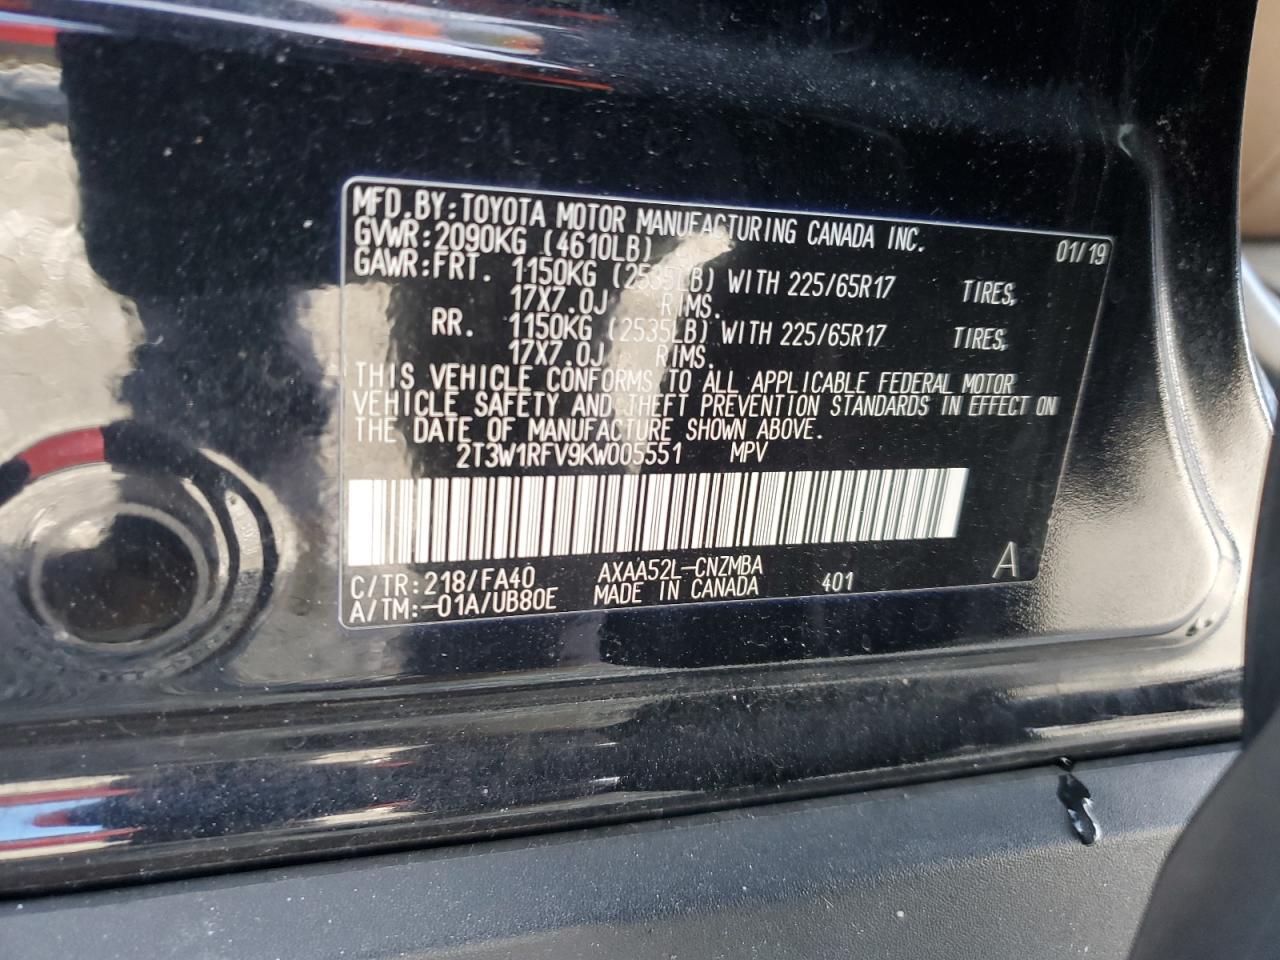 MFD.BY:TOYOTA MOTOR MANUFACTURING CANADA INC.
GVWR:2090KG (4610LB) 01/19
GAWR:FRT. 1150KG (2535LB) WITH 225/65R17 TIRES,
17X7.0J RIMS.
RR. 1150KG (2535LB) WITH 225/65R17 TIRES,
17X7.0J RIMS.
THIS VEHICLE CONFORMS TO ALL APPLICABLE FEDERAL MOTOR
VEHICLE SAFETY AND THEFT PREVENTION STANDARDS IN EFFECT ON
THE DATE OF MANUFACTURE SHOWN ABOVE.
2T3W1RFV9KW005551 MPV
C/TR:218/FA40 AXAA52L-CNZMBA
A/TM:-01A/UB80E MADE IN CANADA 401 A